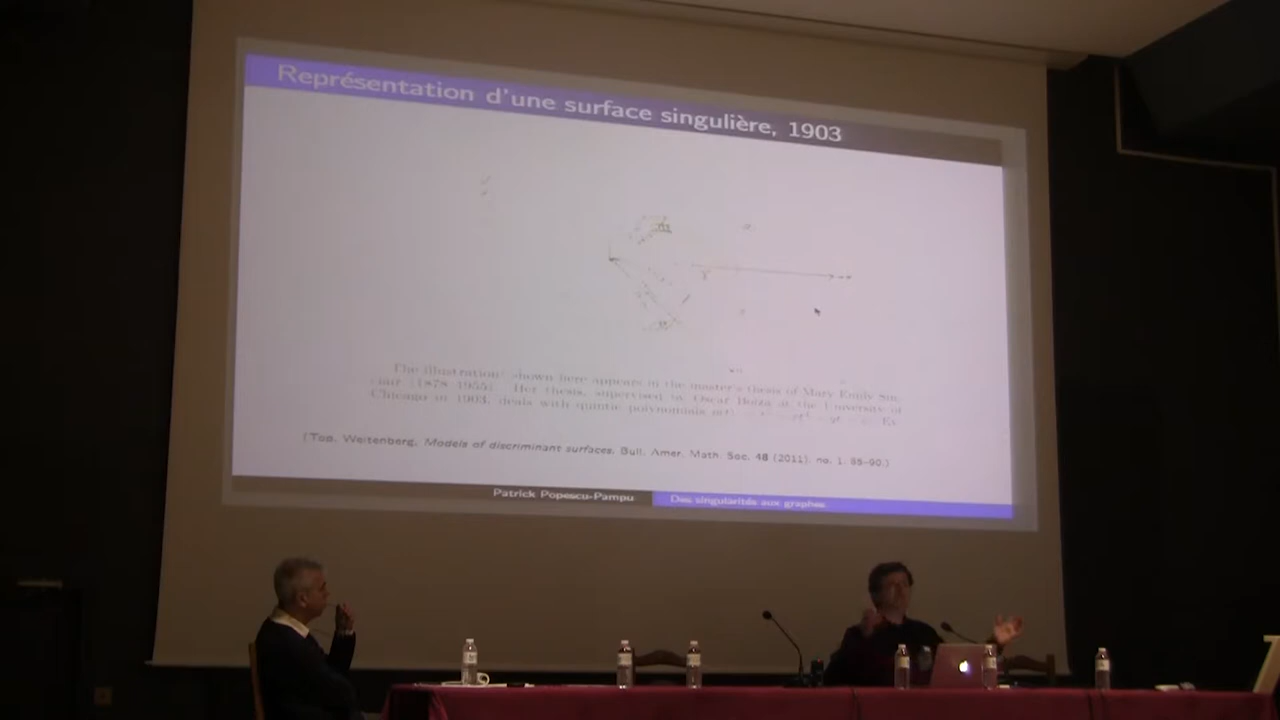 Représentation d'une surface singulière, 1903
The illustration shown here appears in the master's thesis of Mary Emily Sin-
clair (1878–1955). Her thesis, supervised by Oscar Bolza at the University of
Chicago in 1903, deals with quintic polynomials
(Top, Weitenberg, Models of discriminant surfaces. Bull. Amer. Math. Soc. 48 (2011), no. 1, 85–90.)
Patrick Popescu-Pampu
Des singularités aux graphes